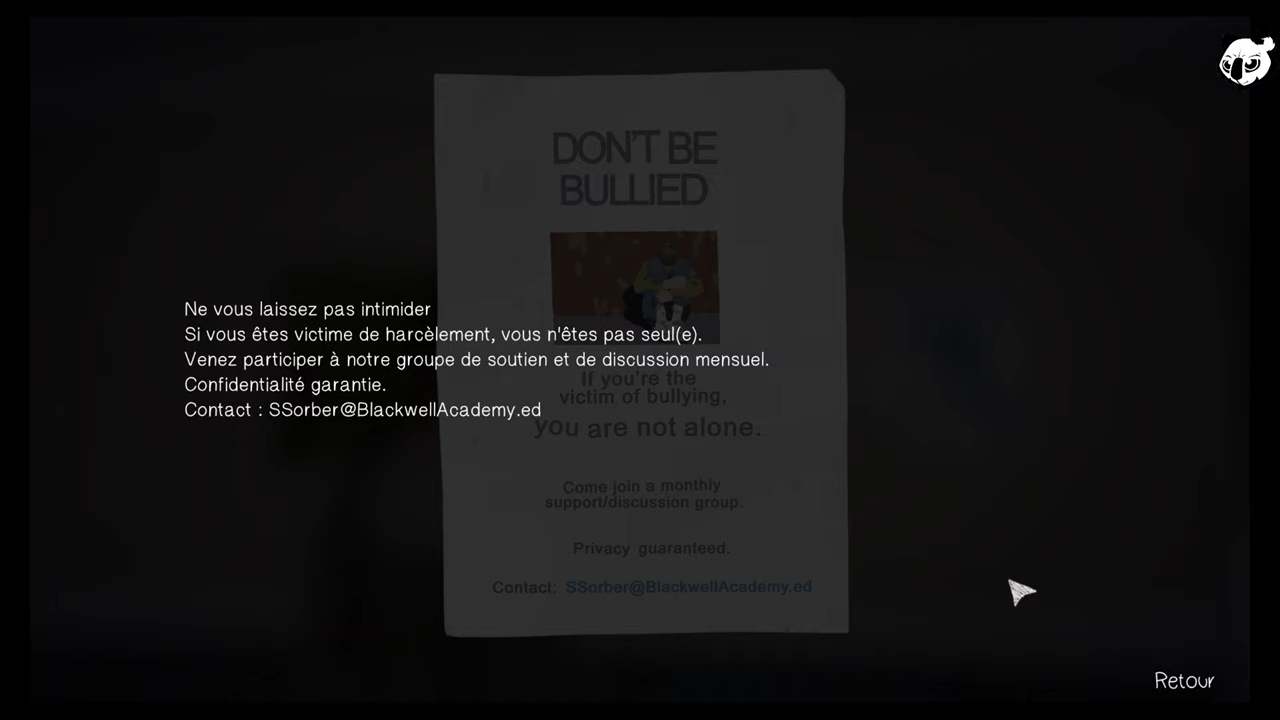 DON'T BE
BULLIED
Ne vous laissez pas intimider
Si vous êtes victime de harcèlement, vous n'êtes pas seul(e).
Venez participer à notre groupe de soutien et de discussion mensuel.
Confidentialité garantie.
Contact : SSorber@BlackwellAcademy.ed
If you're the
victim of bullying,
you are not alone.
Come join a monthly
support/discussion group.
Privacy guaranteed.
Contact: SSorber@BlackwellAcademy.ed
Retour